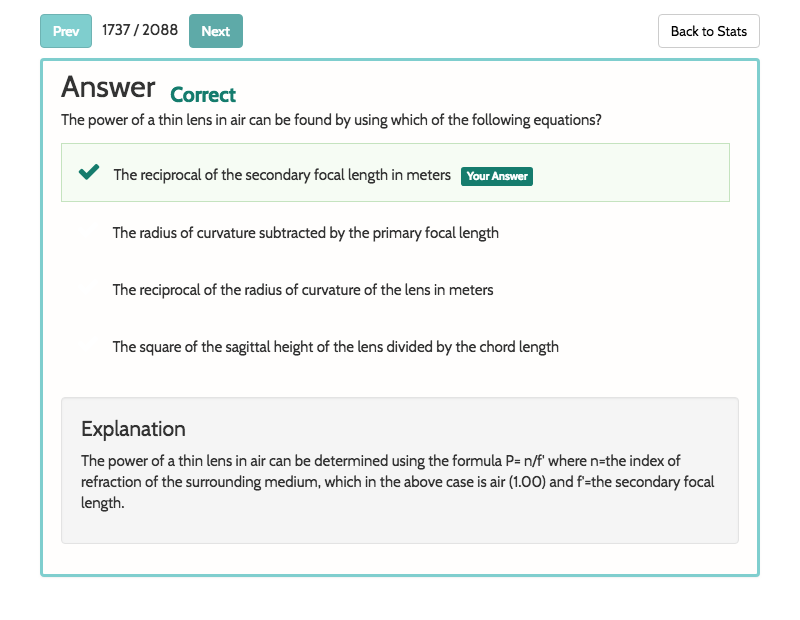 Prev 1737 / 2088 Next Back to Stats
Answer Correct
The power of a thin lens in air can be found by using which of the following equations?
The reciprocal of the secondary focal length in meters Your Answer
The radius of curvature subtracted by the primary focal length
The reciprocal of the radius of curvature of the lens in meters
The square of the sagittal height of the lens divided by the chord length
Explanation
The power of a thin lens in air can be determined using the formula P= n/f' where n=the index of
refraction of the surrounding medium, which in the above case is air (1.00) and f'=the secondary focal
length.